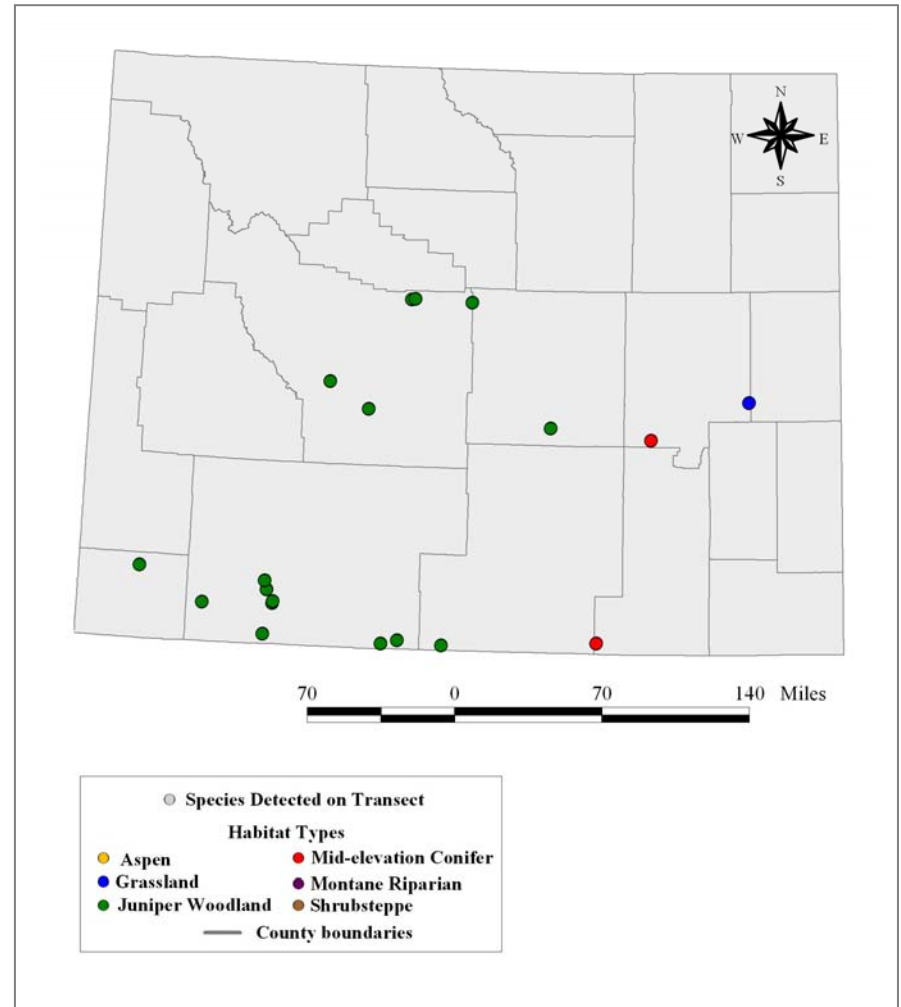 N
W E
S
70 0 70 140 Miles
Species Detected on Transect
Habitat Types
Aspen Mid-elevation Conifer
Grassland Montane Riparian
Juniper Woodland Shrubsteppe
County boundaries